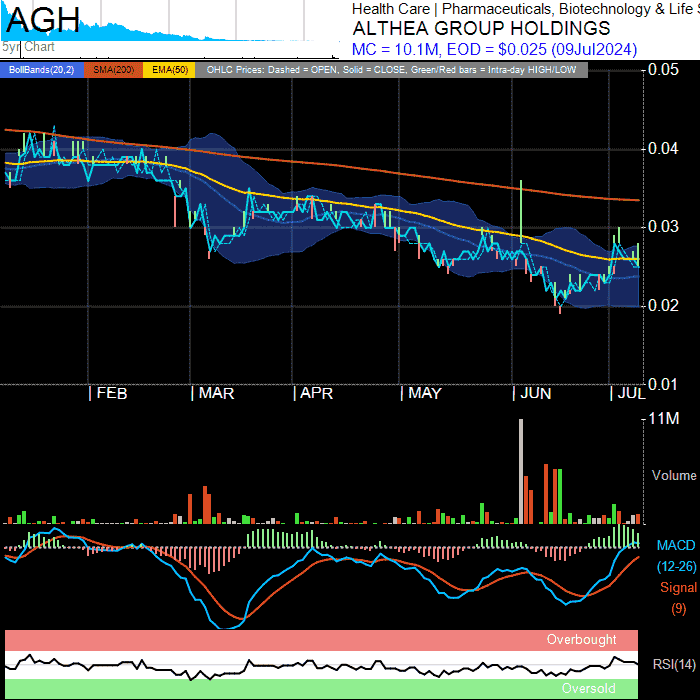 AGH
5yr Chart
Health Care | Pharmaceuticals, Biotechnology & Life S
ALTHEA GROUP HOLDINGS
MC = 10.1M, EOD = $0.025 (09Jul2024)
BollBands(20,2) SMA(200) EMA(50) OHLC Prices: Dashed = OPEN, Solid = CLOSE, Green/Red bars = Intra-day HIGH/LOW
0.05
0.04
0.03
0.02
0.01
| FEB | MAR | APR | MAY | JUN | JUL
11M
Volume
MACD
(12-26)
Signal
(9)
Overbought
RSI(14)
Oversold